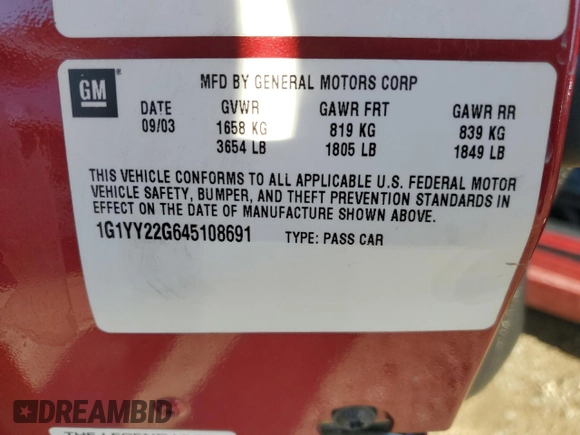 GM
MFD BY GENERAL MOTORS CORP
DATE GVWR GAWR FRT GAWR RR
09/03 1658 KG 819 KG 839 KG
3654 LB 1805 LB 1849 LB
THIS VEHICLE CONFORMS TO ALL APPLICABLE U.S. FEDERAL MOTOR
VEHICLE SAFETY, BUMPER, AND THEFT PREVENTION STANDARDS IN
EFFECT ON THE DATE OF MANUFACTURE SHOWN ABOVE.
1G1YY22G645108691 TYPE: PASS CAR
DREAMBID
THE